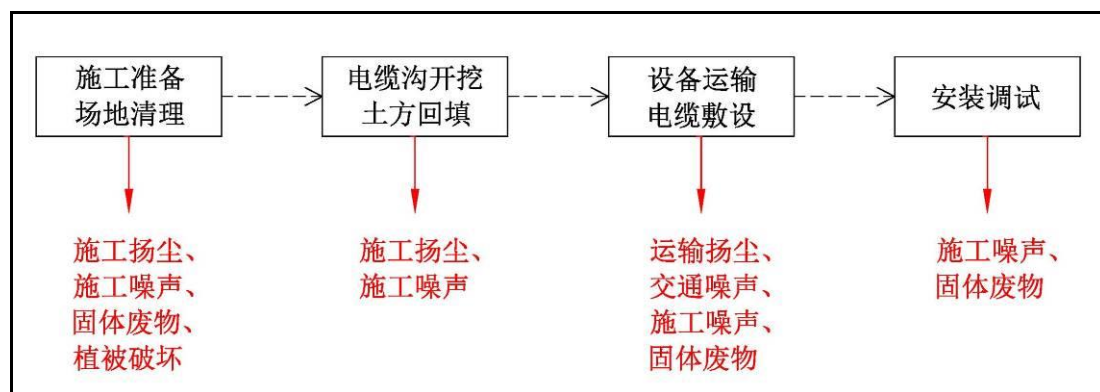 施工准备
场地清理
电缆沟开挖
土方回填
设备运输
电缆敷设
安装调试
施工扬尘、
施工噪声、
固体废物、
植被破坏
施工扬尘、
施工噪声
运输扬尘、
交通噪声、
施工噪声、
固体废物
施工噪声、
固体废物